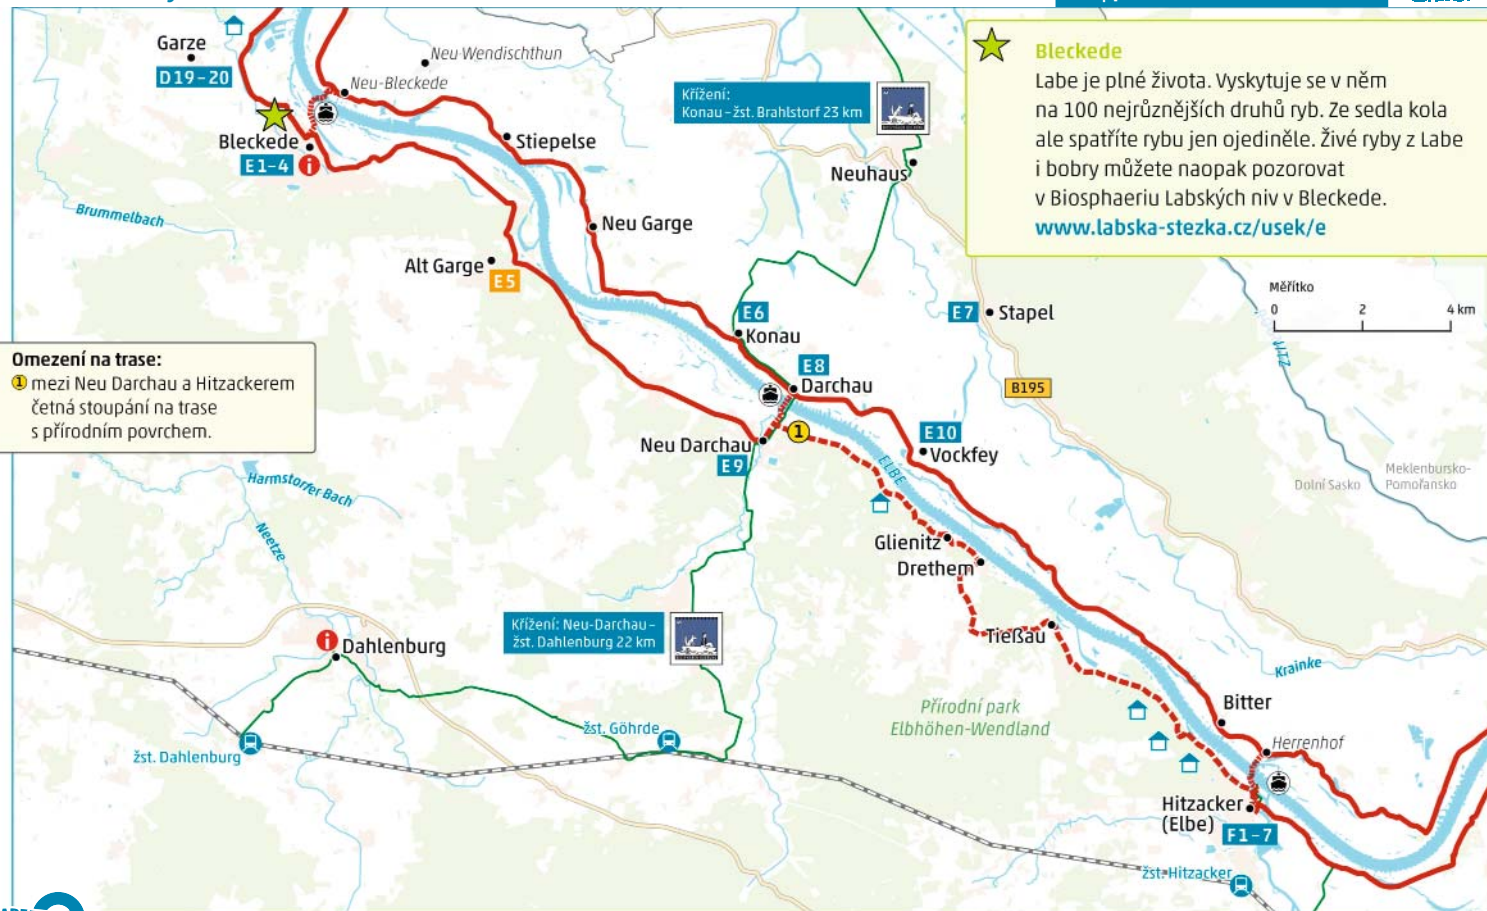 Garze
D19–20
Neu Wendischthun
Neu-Bleckede
Bleckede
E1–4
Stiepelse
Brummelbach
Alt Garge
E5
Neu Garge
Křížení:
Konau – žst. Brahlstorf 23 km
Neuhaus
Bleckede
Labe je plné života. Vyskytuje se v něm
na 100 nejrůznějších druhů ryb. Ze sedla kola
ale spatříte rybu jen ojediněle. Živé ryby z Labe
i bobry můžete naopak pozorovat
v Biosphaeriu Labských niv v Bleckede.
www.labska-stezka.cz/usek/e
Měřítko
0 2 4 km
E6
Konau
E7
Stapel
E8
Darchau
B195
Omezení na trase:
1 mezi Neu Darchau a Hitzackerem
četná stoupání na trase
s přírodním povrchem.
Neu Darchau
E9
1
E10
Vockfey
ELBE
Dolní Sasko
Meklenbursko-
Pomořansko
Harmstorfer Bach
Neetze
Glienitz
Drethem
Křížení: Neu-Darchau –
žst. Dahlenburg 22 km
Dahlenburg
Tießau
Krainke
Přírodní park
Elbhöhen-Wendland
Bitter
Herrenhof
žst. Göhrde
žst. Dahlenburg
Hitzacker
(Elbe)
F1–7
žst. Hitzacker